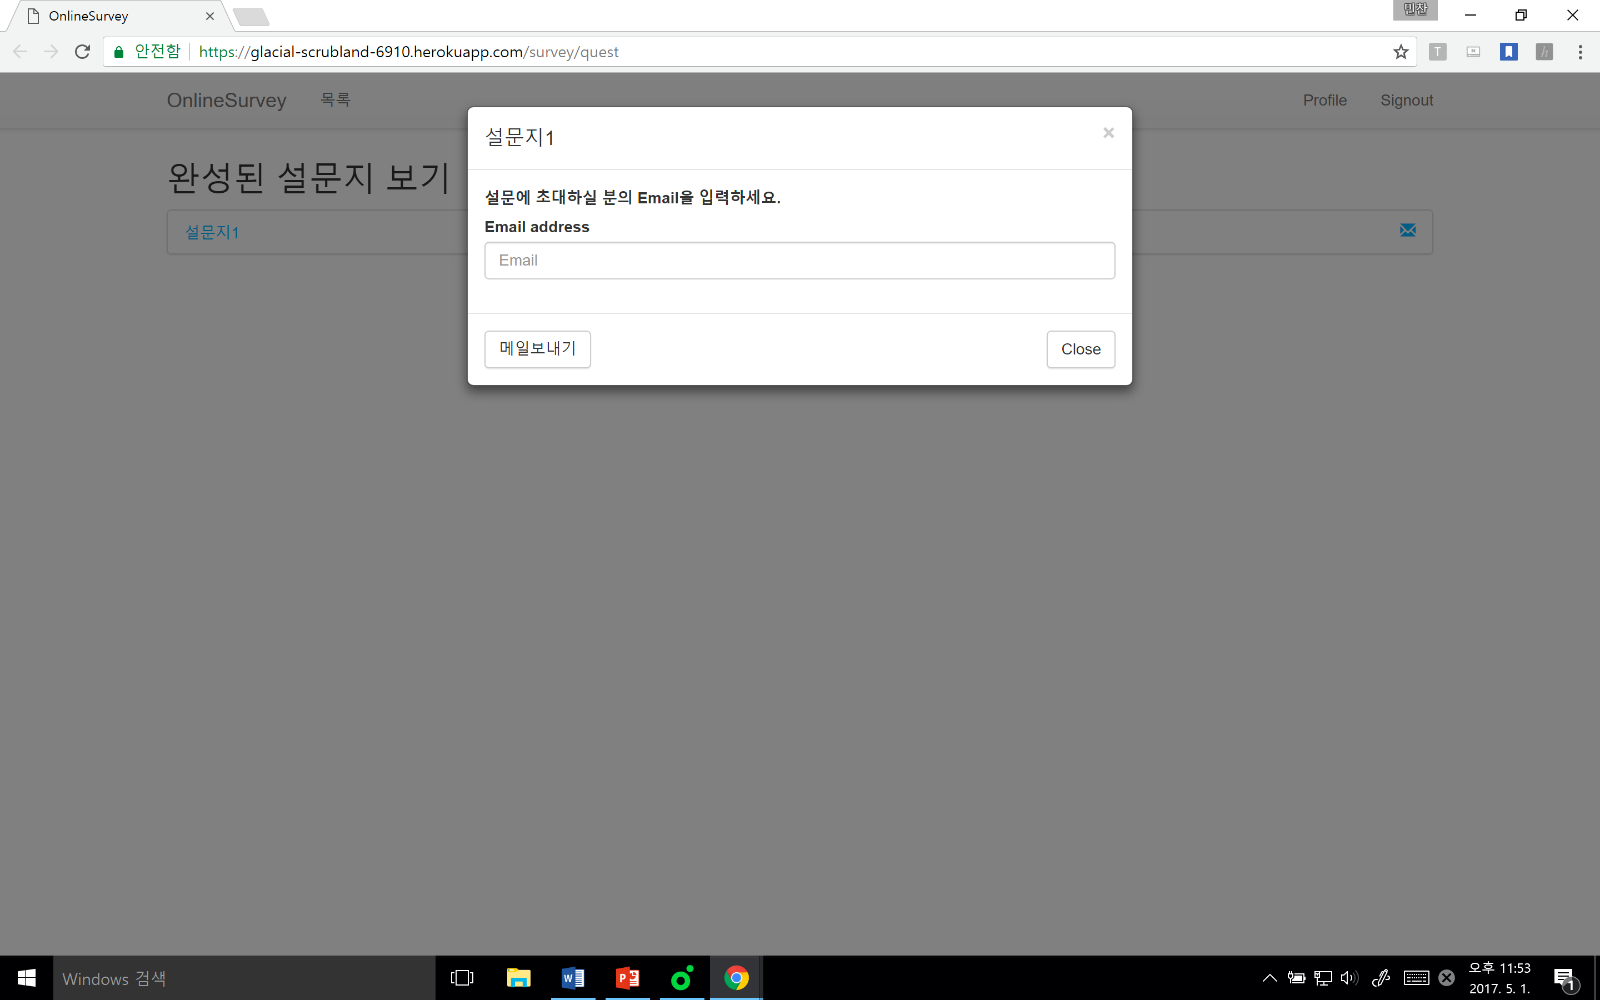 OnlineSurvey
민찬
안전함
https://glacial-scrubland-6910.herokuapp.com/survey/quest
OnlineSurvey 목록 Profile Signout
설문지1 ×
완성된 설문지 보기
설문에 초대하실 분의 Email을 입력하세요.
Email address
설문지1
Email
메일보내기 Close
Windows 검색
오후 11:53
2017. 5. 1.
1